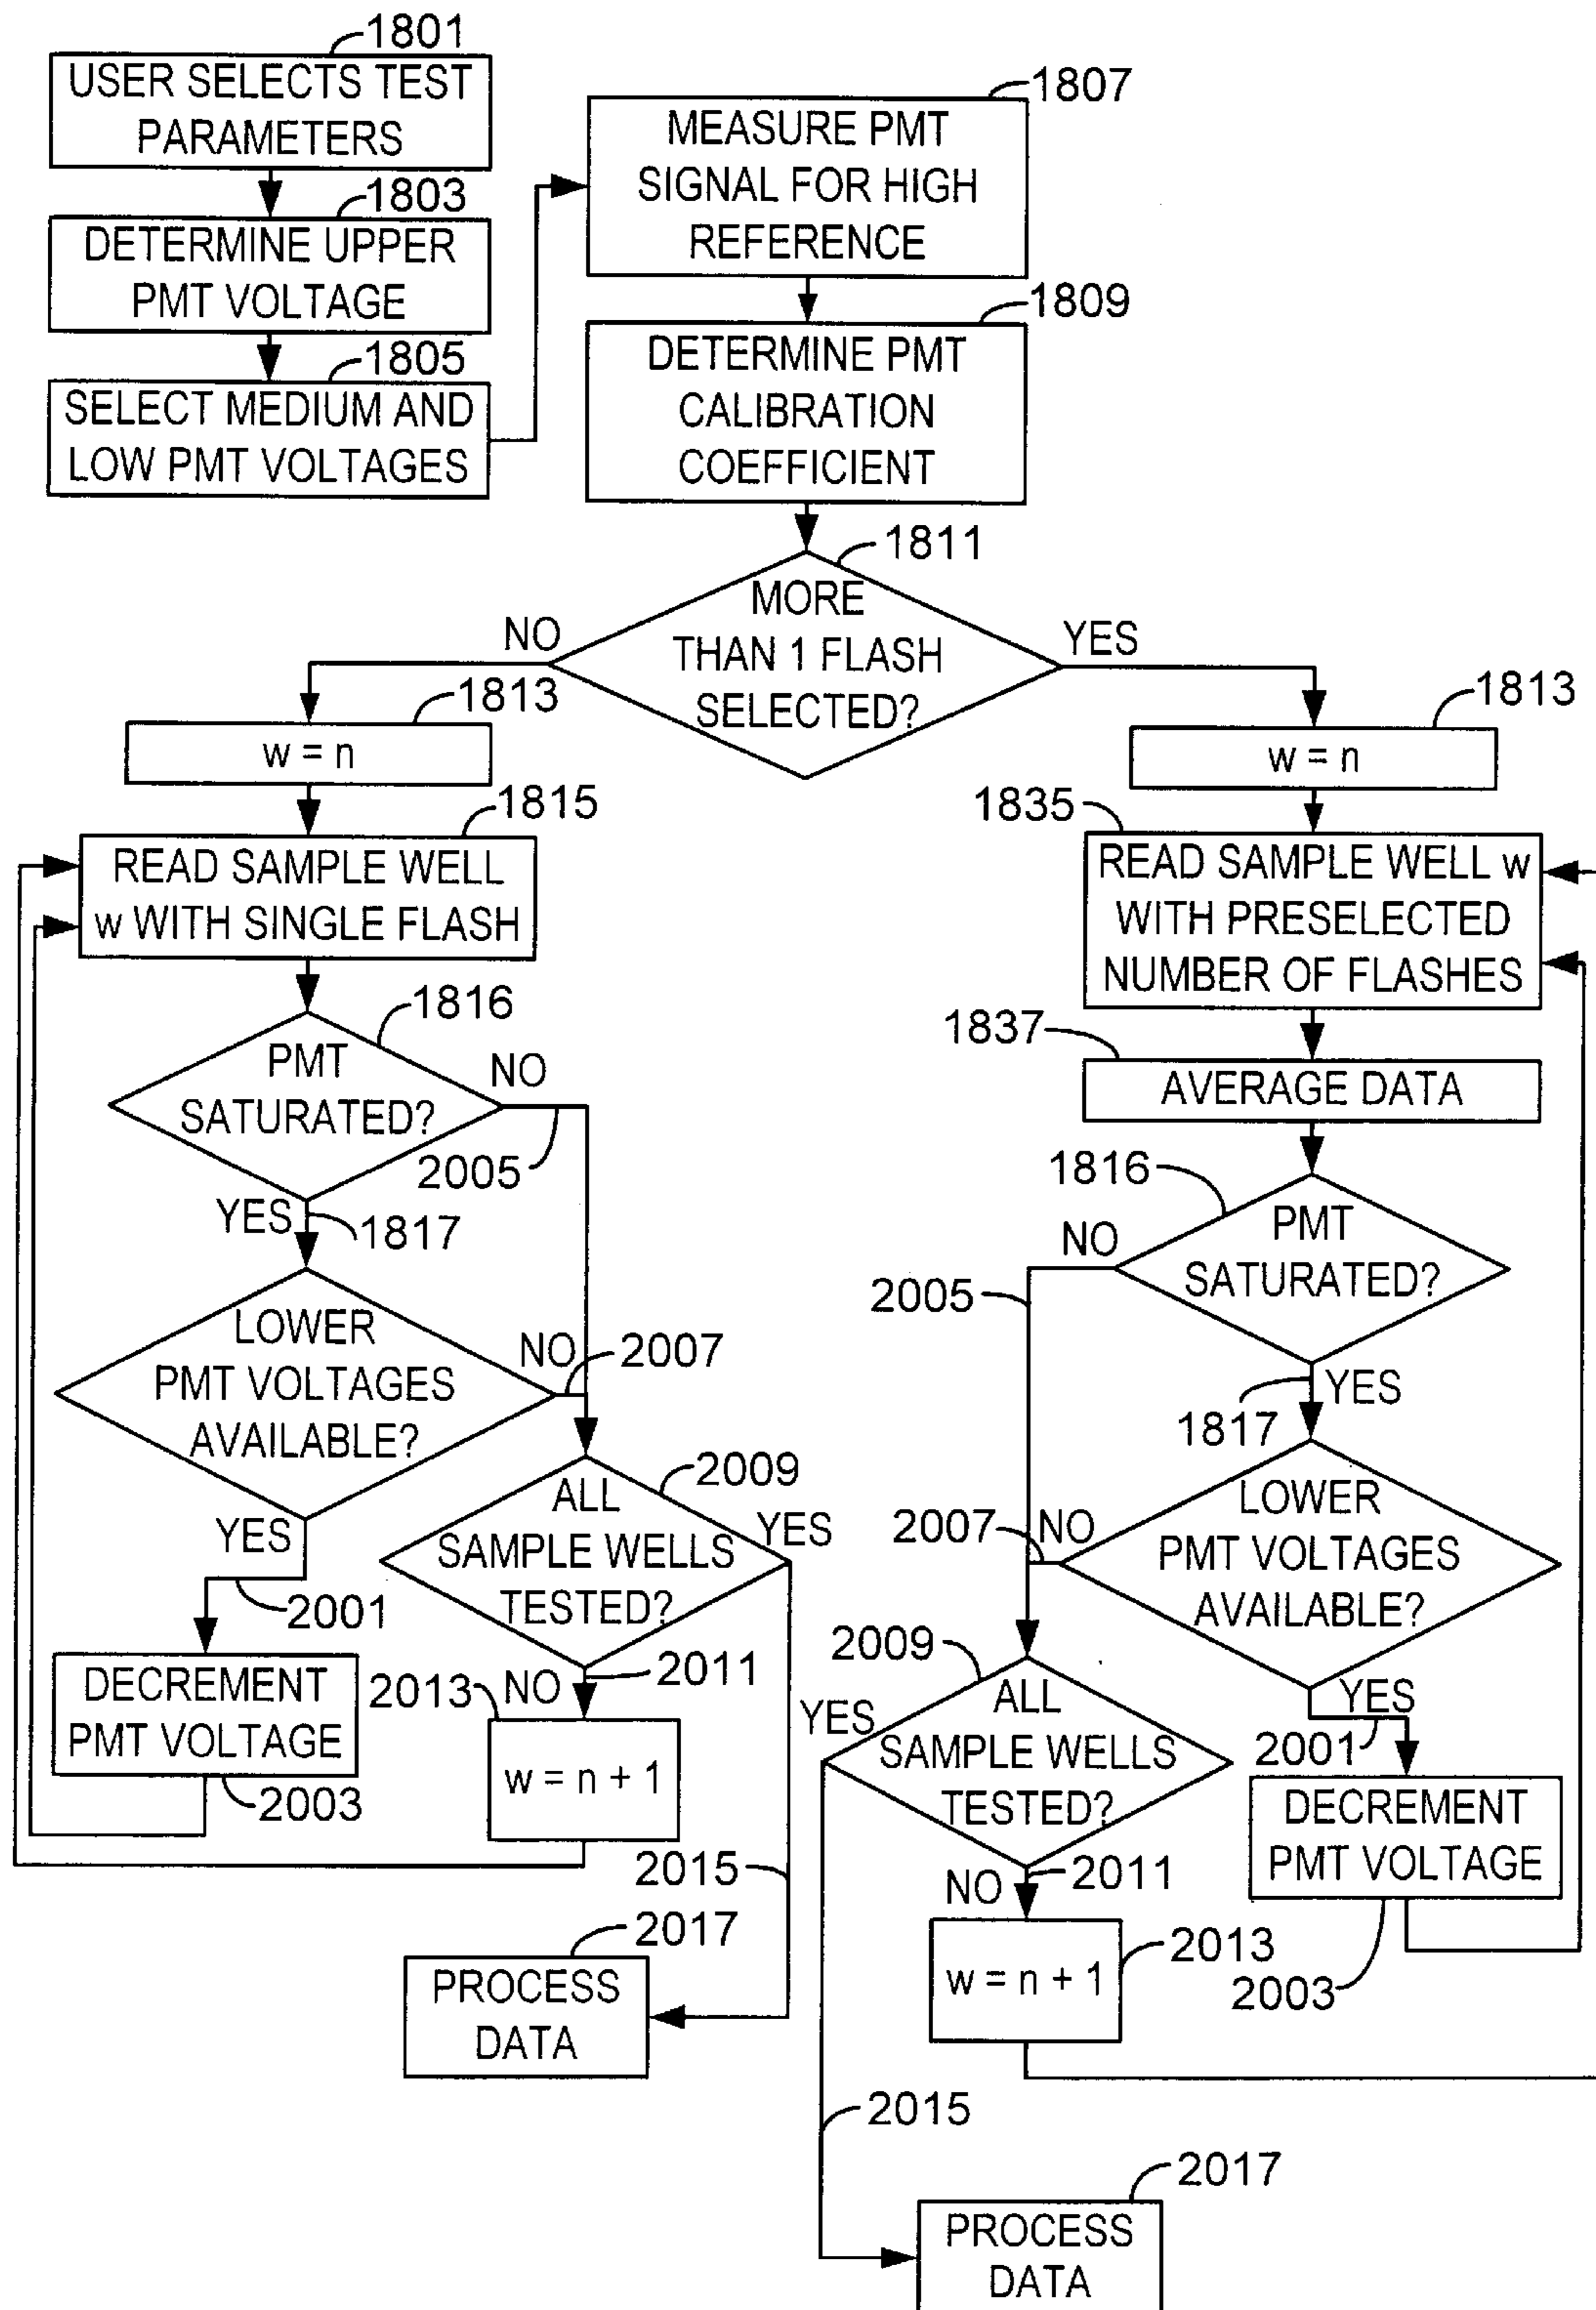 1801
USER SELECTS TEST
PARAMETERS
1803
DETERMINE UPPER
PMT VOLTAGE
1805
SELECT MEDIUM AND
LOW PMT VOLTAGES
1807
MEASURE PMT
SIGNAL FOR HIGH
REFERENCE
1809
DETERMINE PMT
CALIBRATION
COEFFICIENT
1811
MORE
THAN 1 FLASH
SELECTED?
NO
YES
1813
w = n
1815
READ SAMPLE WELL
w WITH SINGLE FLASH
1816
PMT
SATURATED?
NO
2005
YES
1817
LOWER
PMT VOLTAGES
AVAILABLE?
NO
2007
YES
2001
DECREMENT
PMT VOLTAGE
2003
2009
ALL
SAMPLE WELLS
TESTED?
YES
NO
2011
2013
w = n + 1
2015
2017
PROCESS
DATA
1813
w = n
1835
READ SAMPLE WELL w
WITH PRESELECTED
NUMBER OF FLASHES
1837
AVERAGE DATA
1816
PMT
SATURATED?
NO
2005
YES
1817
LOWER
PMT VOLTAGES
AVAILABLE?
NO
2007
YES
2001
DECREMENT
PMT VOLTAGE
2003
2009
ALL
SAMPLE WELLS
TESTED?
YES
NO
2011
2013
w = n + 1
2015
2017
PROCESS
DATA